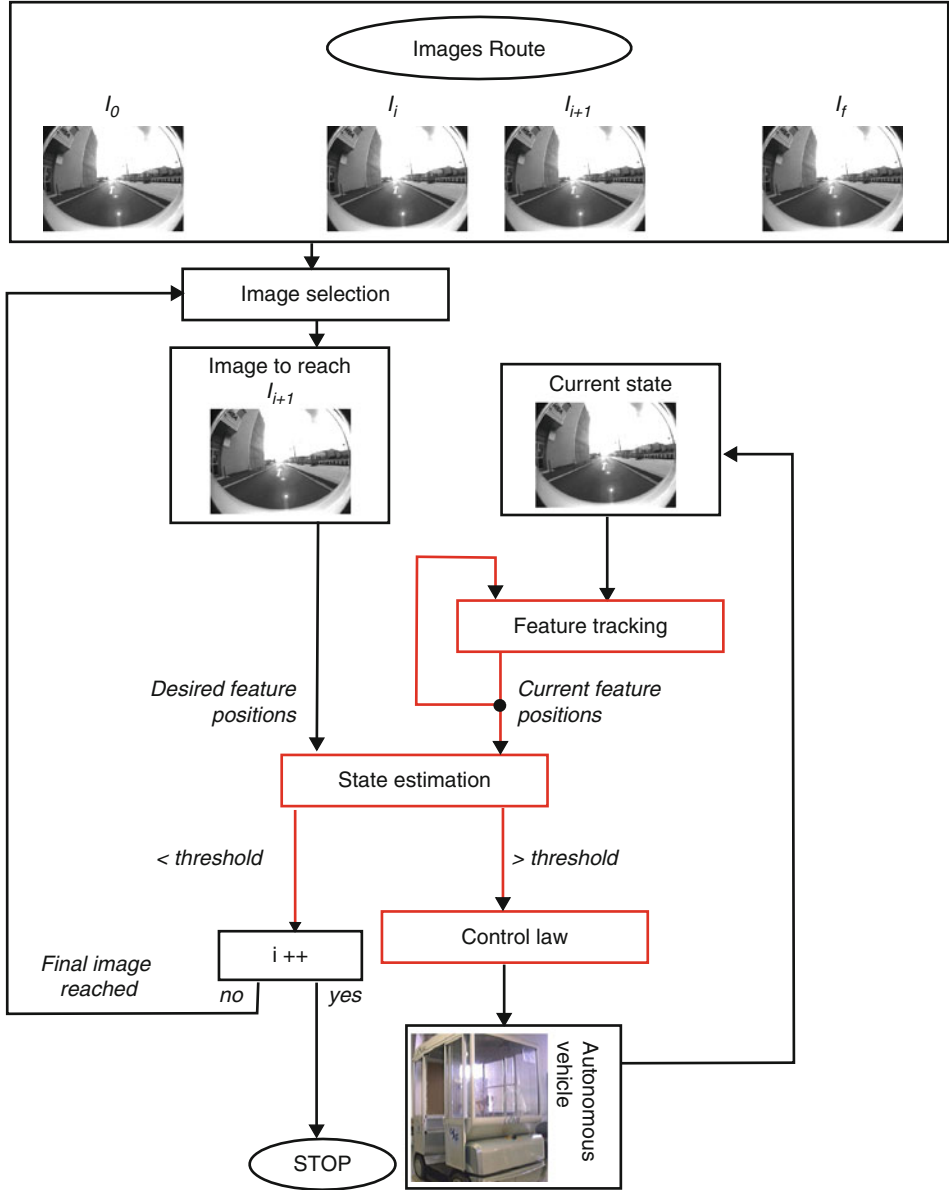 Images Route
I0
Ii
Ii+1
If
Image selection
Image to reach
Ii+1
Current state
Feature tracking
Desired feature
positions
Current feature
positions
State estimation
< threshold
> threshold
i ++
Control law
Final image
reached
no
yes
Autonomous
vehicle
STOP